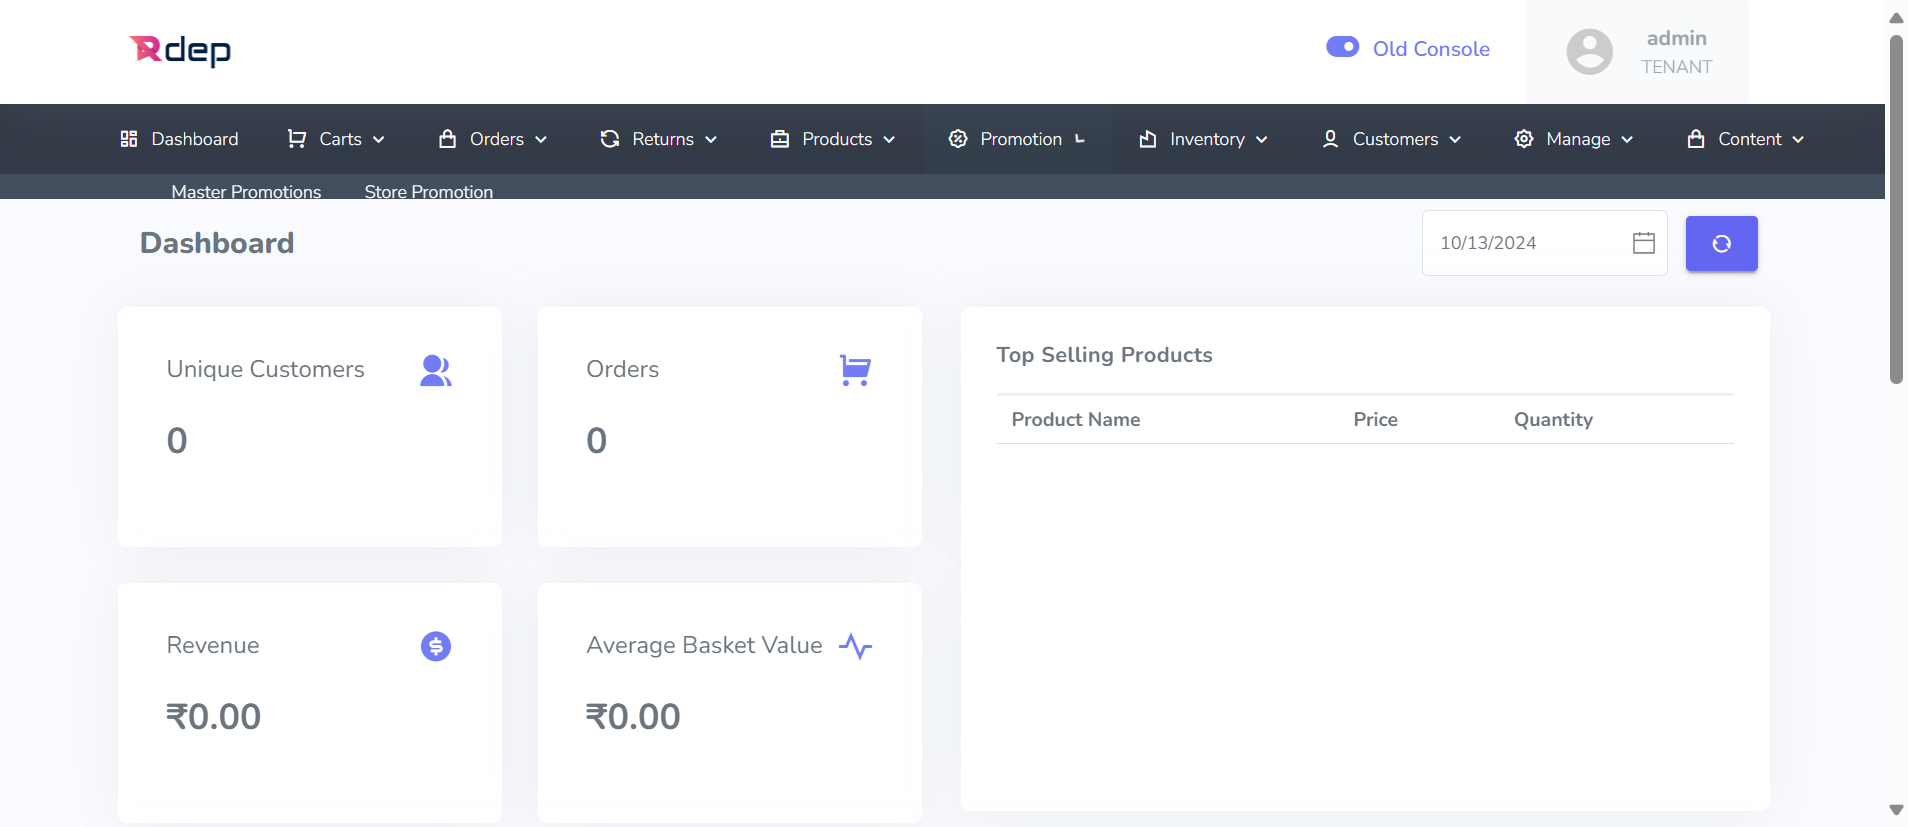 Rdep
Old Console
admin
TENANT
Dashboard Carts Orders Returns Products Promotion Inventory Customers Manage Content
Master Promotions Store Promotion
Dashboard
10/13/2024
Unique Customers
0
Orders
0
Top Selling Products
Product Name Price Quantity
Revenue
₹0.00
Average Basket Value
₹0.00